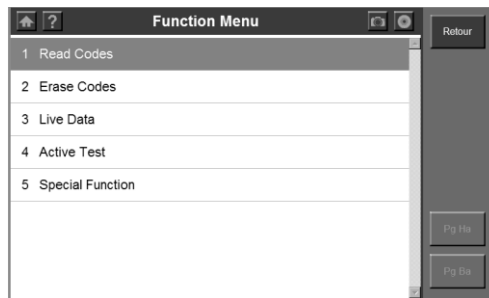 ? Function Menu
Retour
1 Read Codes
2 Erase Codes
3 Live Data
4 Active Test
5 Special Function
Pg Ha
Pg Ba